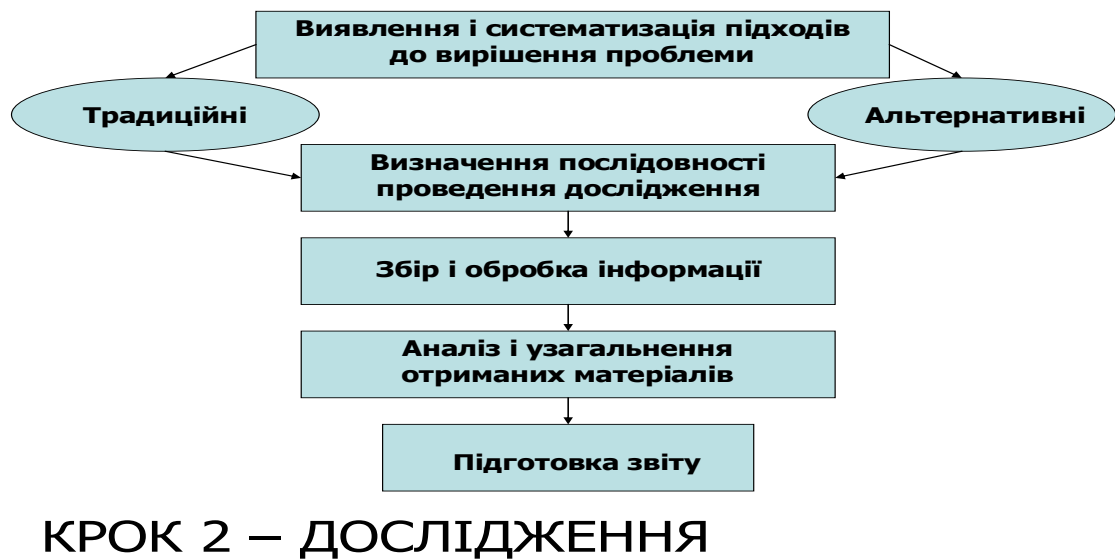 Виявлення і систематизація підходів
до вирішення проблеми
Традиційні
Альтернативні
Визначення послідовності
проведення дослідження
Збір і обробка інформації
Аналіз і узагальнення
отриманих матеріалів
Підготовка звіту
КРОК 2 – ДОСЛІДЖЕННЯ